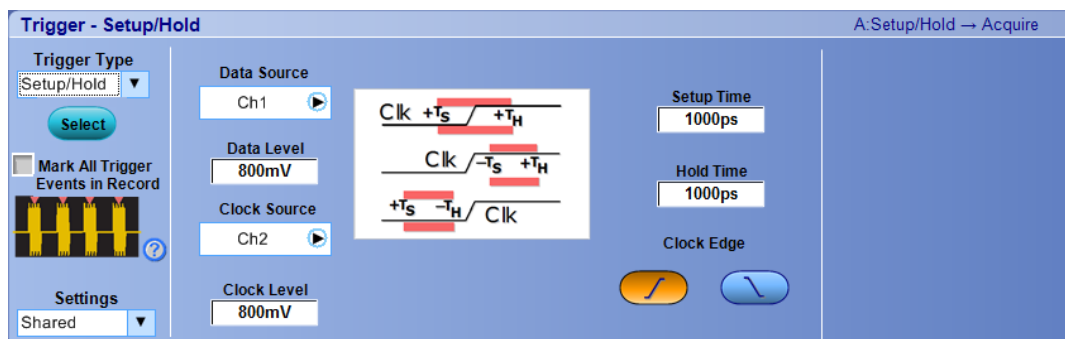 Trigger - Setup/Hold
A:Setup/Hold → Acquire
Trigger Type
Setup/Hold
Select
Mark All Trigger
Events in Record
?
Settings
Shared
Data Source
Ch1
Data Level
800mV
Clock Source
Ch2
Clock Level
800mV
Clk +TS +TH
Clk -TS +TH
+TS -TH Clk
Setup Time
1000ps
Hold Time
1000ps
Clock Edge